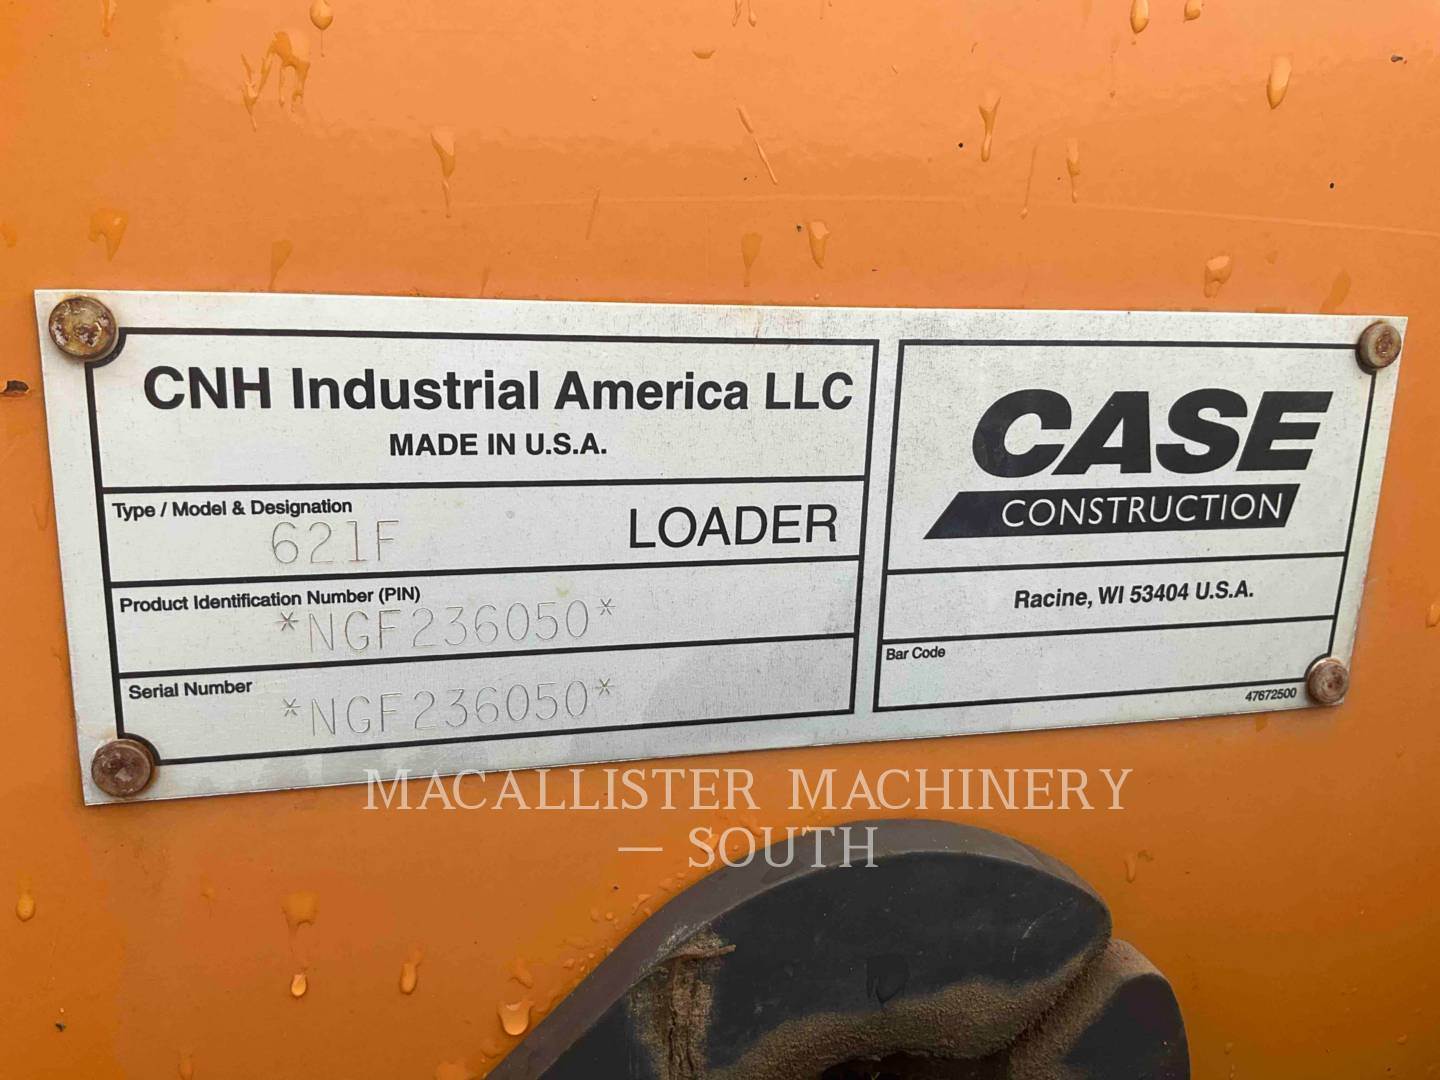 CNH Industrial America LLC
MADE IN U.S.A.
Type / Model & Designation
621F
LOADER
Product Identification Number (PIN)
*NGF236050*
Serial Number
*NGF236050*
CASE
CONSTRUCTION
Racine, WI 53404 U.S.A.
Bar Code
47672500
MACALLISTER MACHINERY
— SOUTH